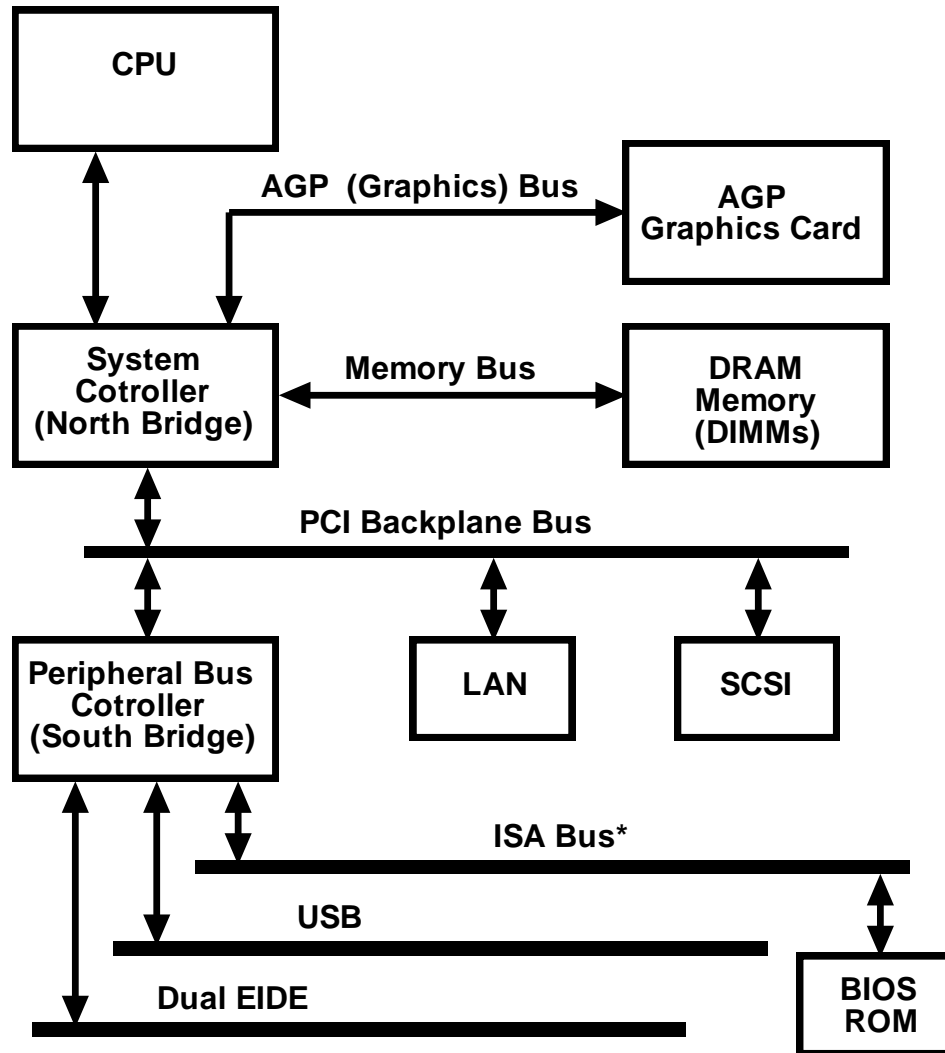 CPU
AGP (Graphics) Bus
AGP
Graphics Card
System
Cotroller
(North Bridge)
Memory Bus
DRAM
Memory
(DIMMs)
PCI Backplane Bus
Peripheral Bus
Cotroller
(South Bridge)
LAN
SCSI
ISA Bus*
USB
Dual EIDE
BIOS
ROM